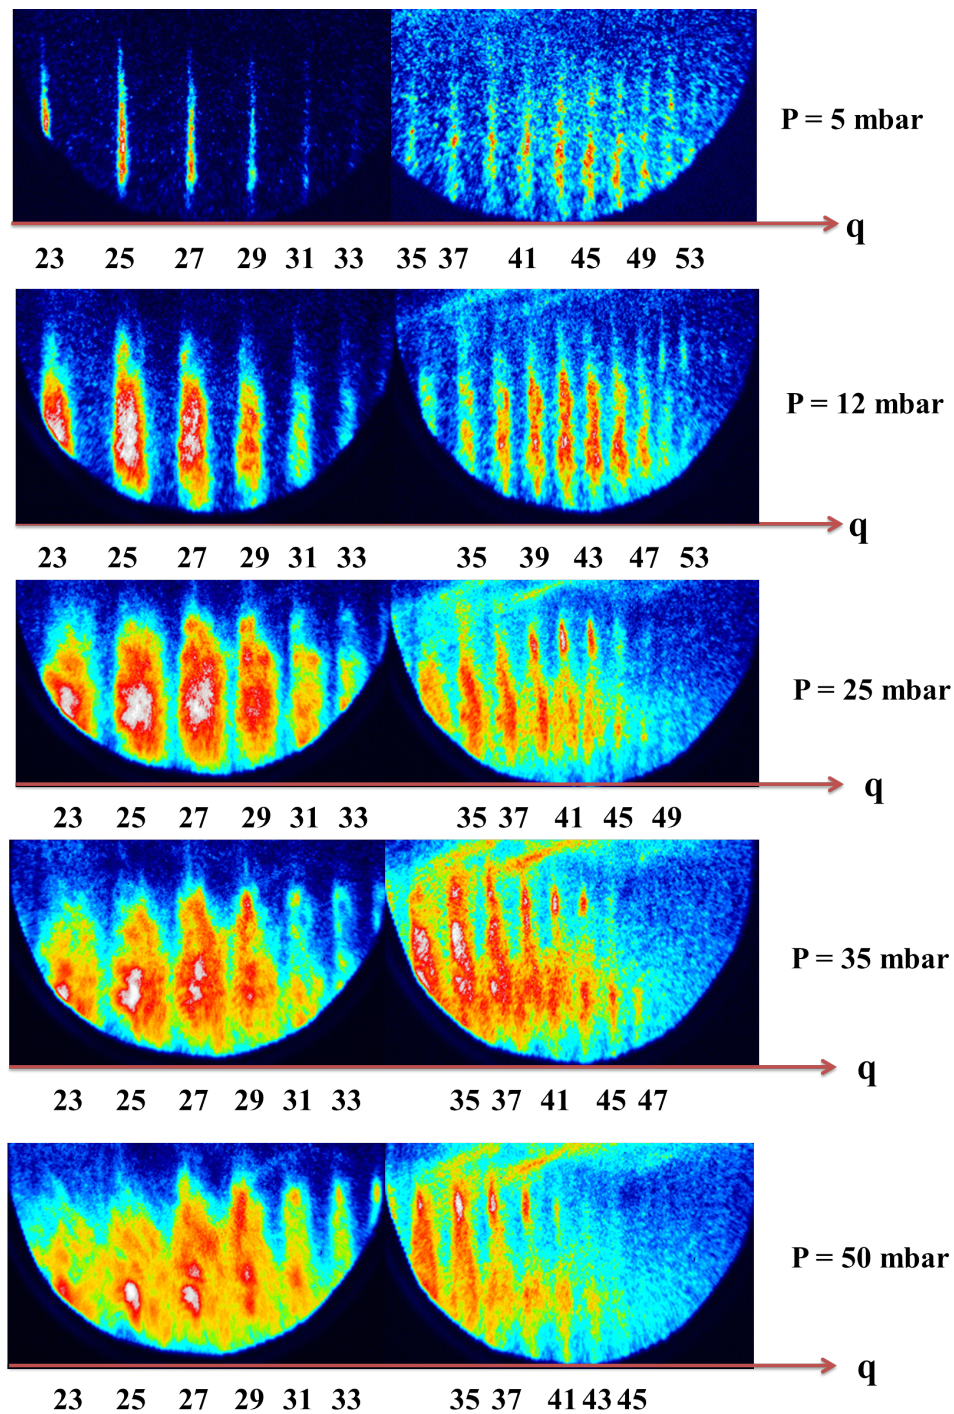 P = 5 mbar
q
23 25 27 29 31 33 35 37 41 45 49 53
P = 12 mbar
q
23 25 27 29 31 33 35 39 43 47 53
P = 25 mbar
q
23 25 27 29 31 33 35 37 41 45 49
P = 35 mbar
q
23 25 27 29 31 33 35 37 41 45 47
P = 50 mbar
q
23 25 27 29 31 33 35 37 41 43 45